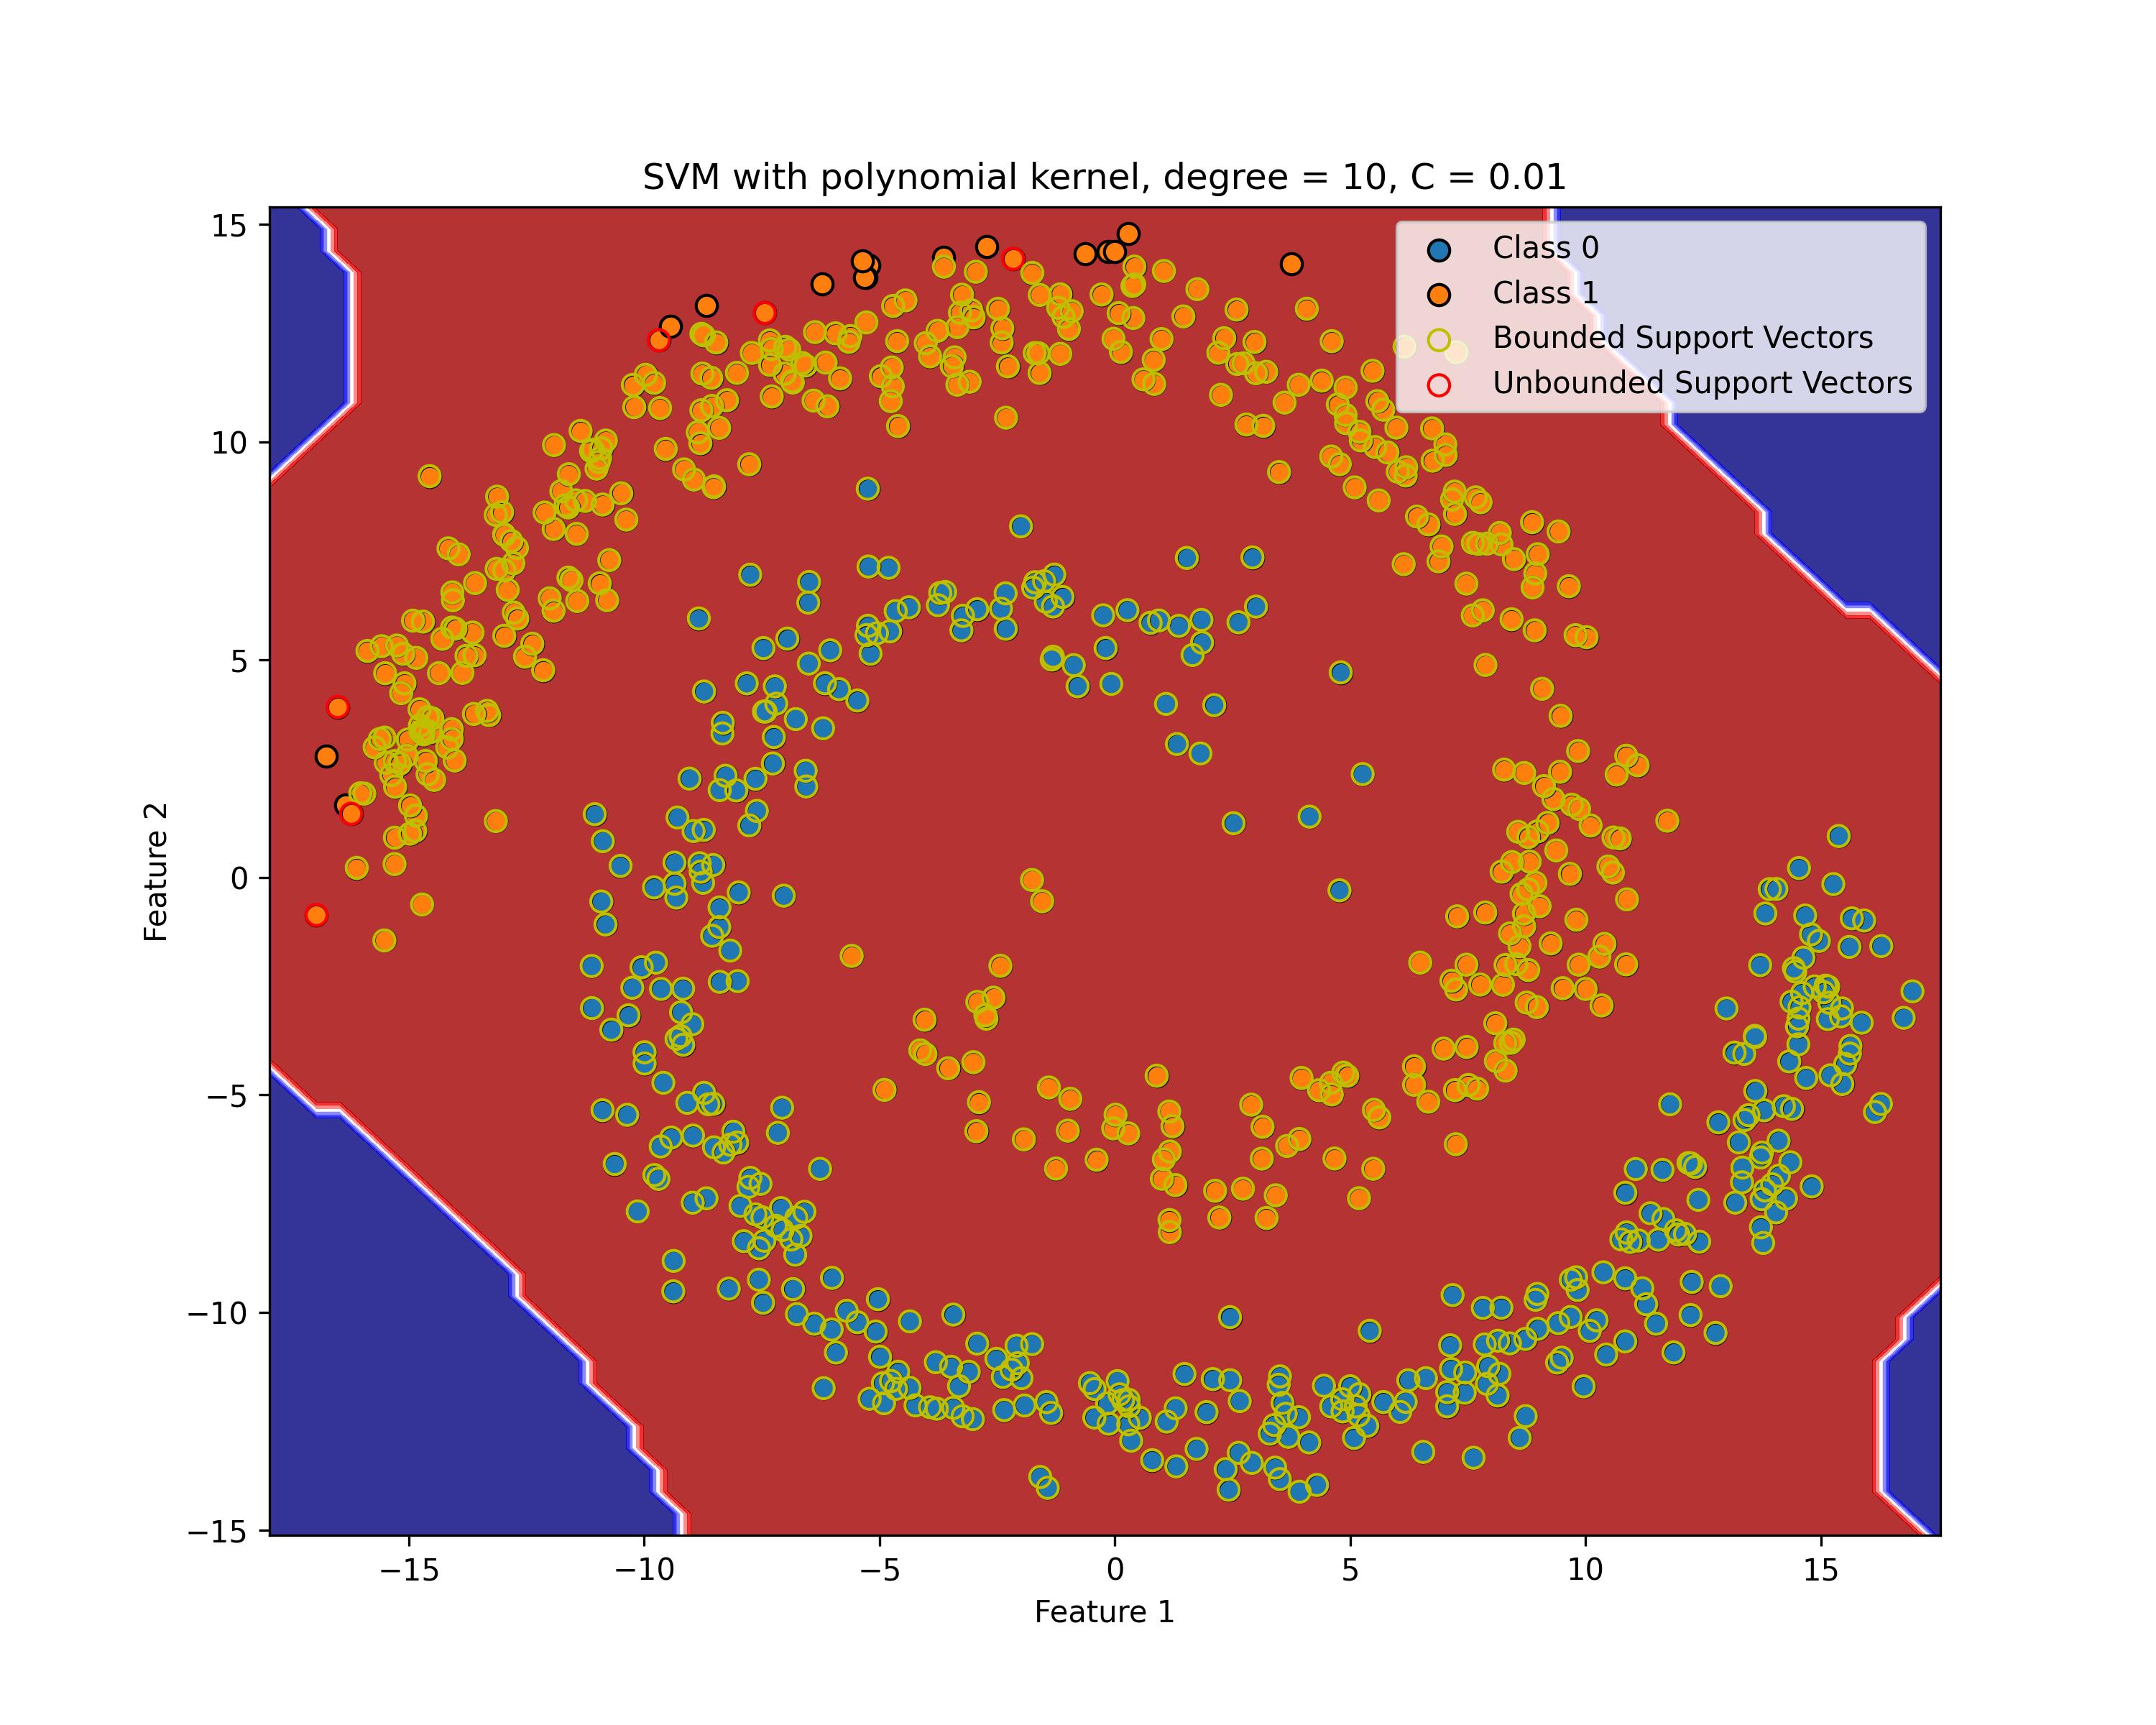 SVM with polynomial kernel, degree = 10, C = 0.01
Class 0
Class 1
Bounded Support Vectors
Unbounded Support Vectors
15
10
5
0
−5
−10
−15
Feature 2
−15 −10 −5 0 5 10 15
Feature 1